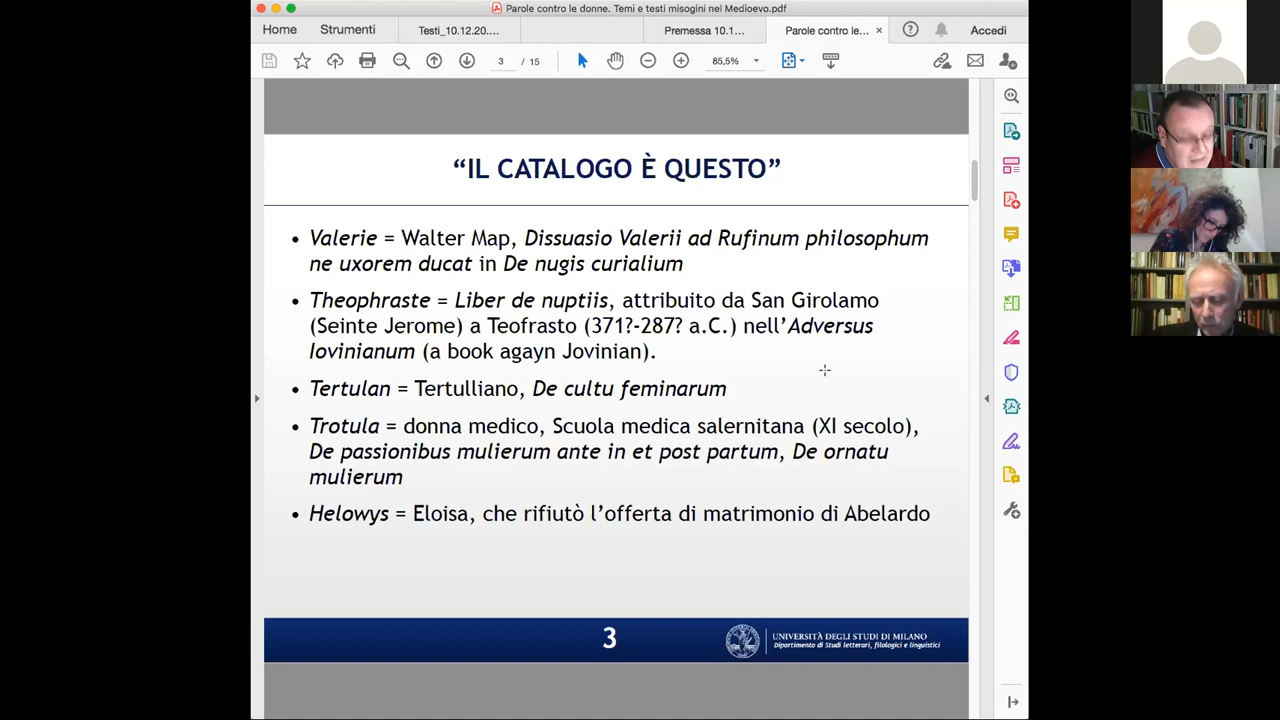 Parole contro le donne. Temi e testi misogini nel Medioevo.pdf
Home Strumenti Testi_10.12.20.... Premessa 10.1... Parole contro le... × Accedi
3 / 15 85,5%
“IL CATALOGO È QUESTO”
• Valerie = Walter Map, Dissuasio Valerii ad Rufinum philosophum
ne uxorem ducat in De nugis curialium
• Theophraste = Liber de nuptiis, attribuito da San Girolamo
(Seinte Jerome) a Teofrasto (371?-287? a.C.) nell’Adversus
Iovinianum (a book agayn Jovinian).
• Tertulan = Tertulliano, De cultu feminarum
• Trotula = donna medico, Scuola medica salernitana (XI secolo),
De passionibus mulierum ante in et post partum, De ornatu
mulierum
• Helowys = Eloisa, che rifiutò l’offerta di matrimonio di Abelardo
3
UNIVERSITÀ DEGLI STUDI DI MILANO
Dipartimento di Studi letterari, filologici e linguistici